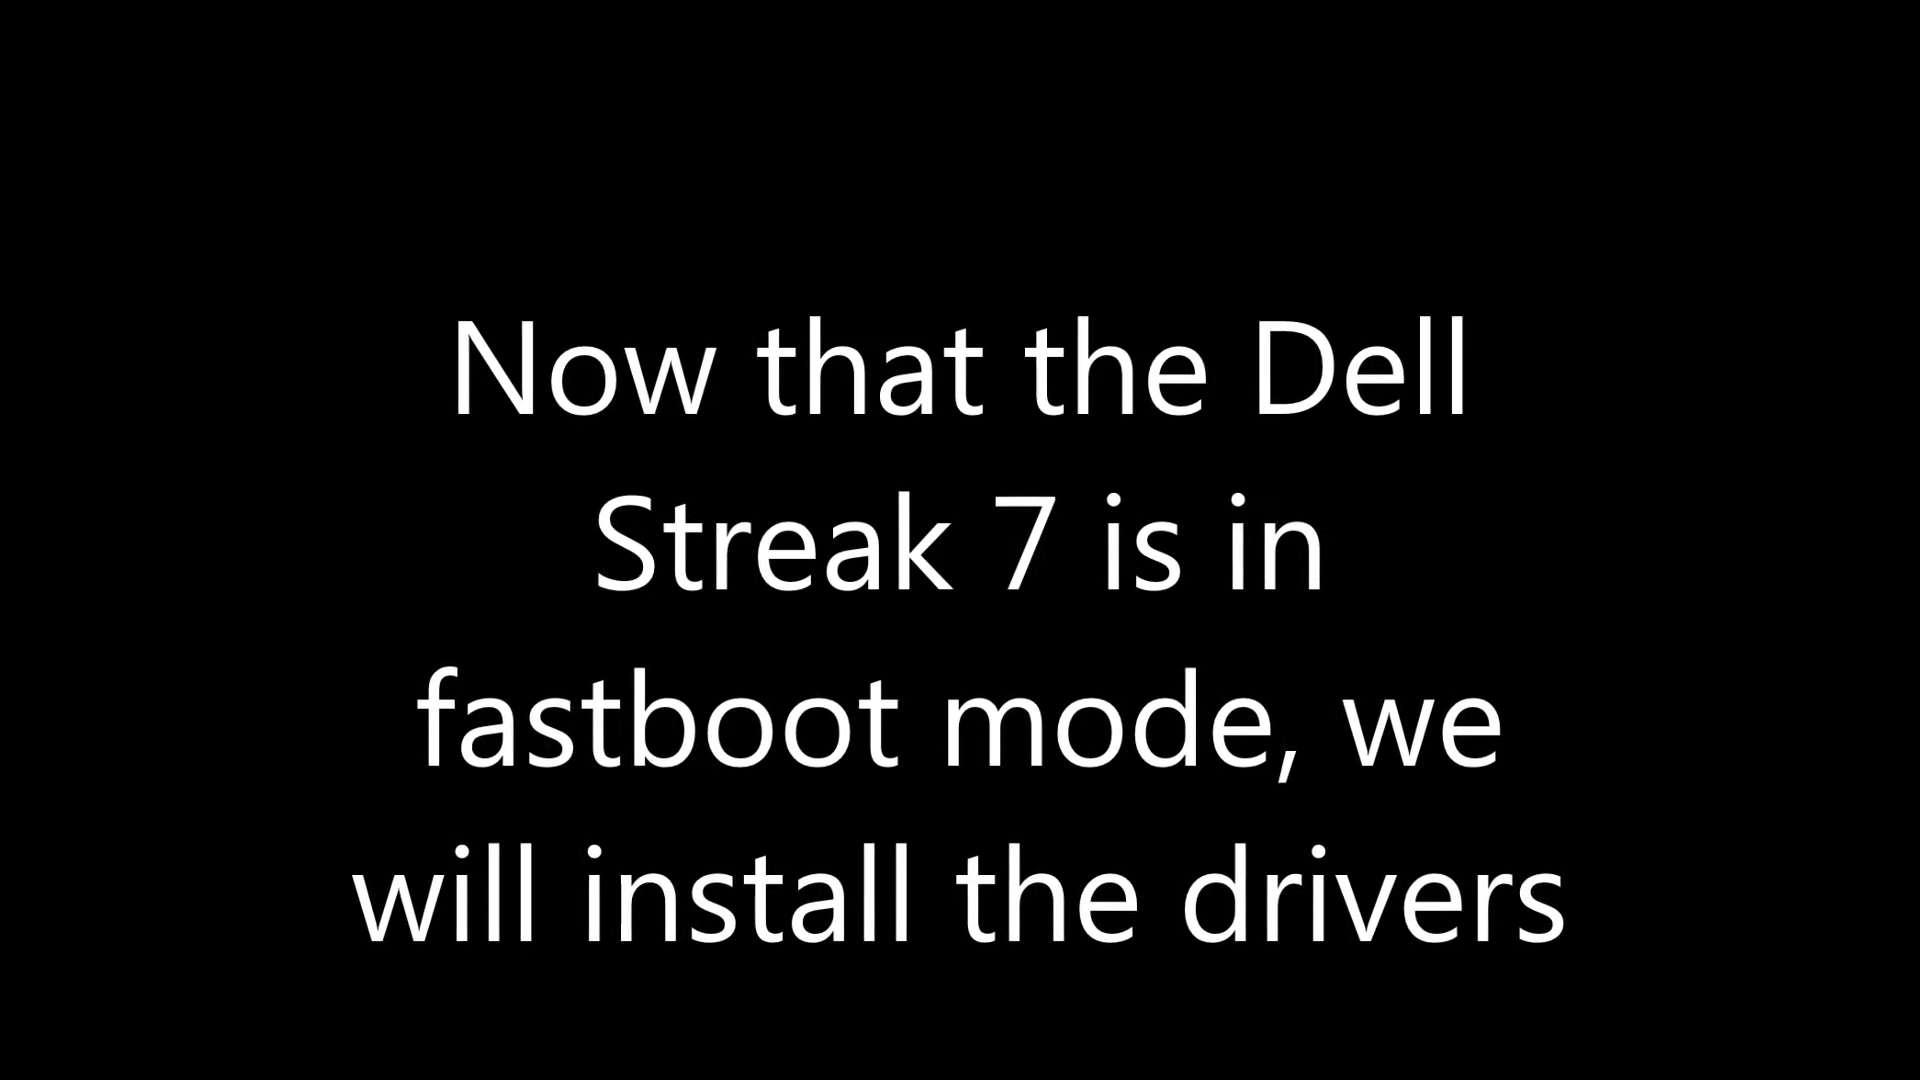 Now that the Dell
Streak 7 is in
fastboot mode, we
will install the drivers